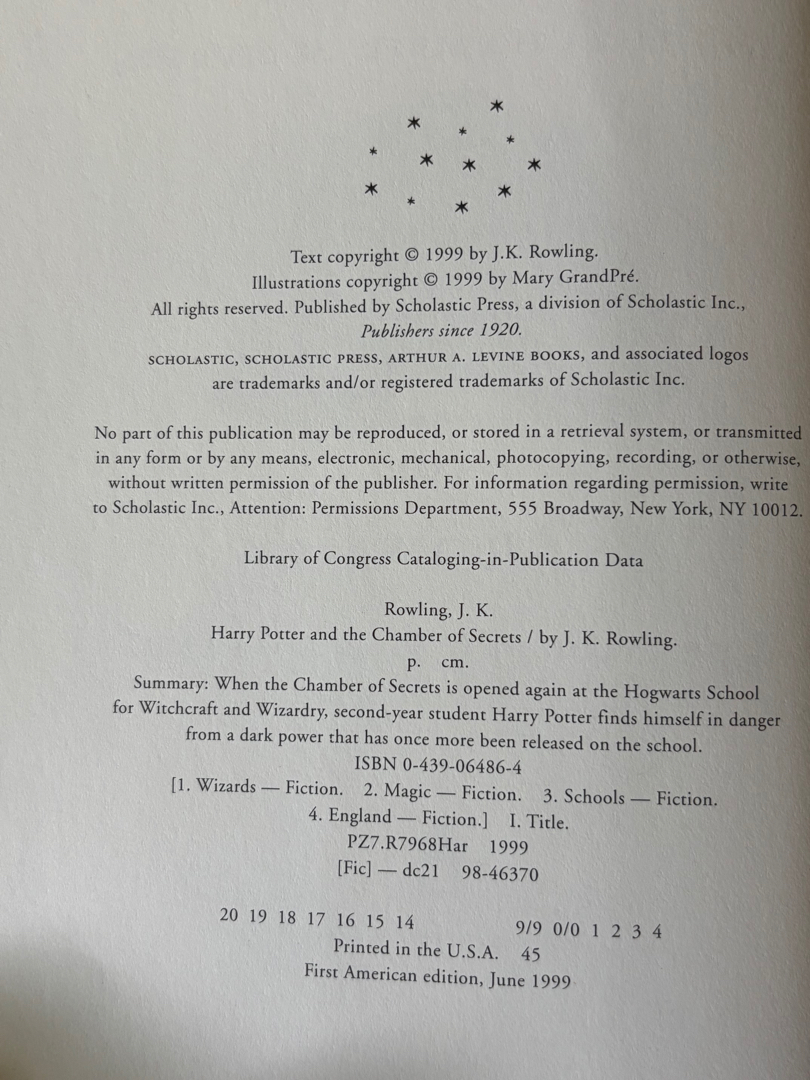 Text copyright © 1999 by J.K. Rowling.
Illustrations copyright © 1999 by Mary GrandPré.
All rights reserved. Published by Scholastic Press, a division of Scholastic Inc.,
Publishers since 1920.
SCHOLASTIC, SCHOLASTIC PRESS, ARTHUR A. LEVINE BOOKS, and associated logos
are trademarks and/or registered trademarks of Scholastic Inc.
No part of this publication may be reproduced, or stored in a retrieval system, or transmitted
in any form or by any means, electronic, mechanical, photocopying, recording, or otherwise,
without written permission of the publisher. For information regarding permission, write
to Scholastic Inc., Attention: Permissions Department, 555 Broadway, New York, NY 10012.
Library of Congress Cataloging-in-Publication Data
Rowling, J. K.
Harry Potter and the Chamber of Secrets / by J. K. Rowling.
p. cm.
Summary: When the Chamber of Secrets is opened again at the Hogwarts School
for Witchcraft and Wizardry, second-year student Harry Potter finds himself in danger
from a dark power that has once more been released on the school.
ISBN 0-439-06486-4
[1. Wizards — Fiction. 2. Magic — Fiction. 3. Schools — Fiction.
4. England — Fiction.] I. Title.
PZ7.R7968Har 1999
[Fic] — dc21 98-46370
20 19 18 17 16 15 14 9/9 0/0 1 2 3 4
Printed in the U.S.A. 45
First American edition, June 1999